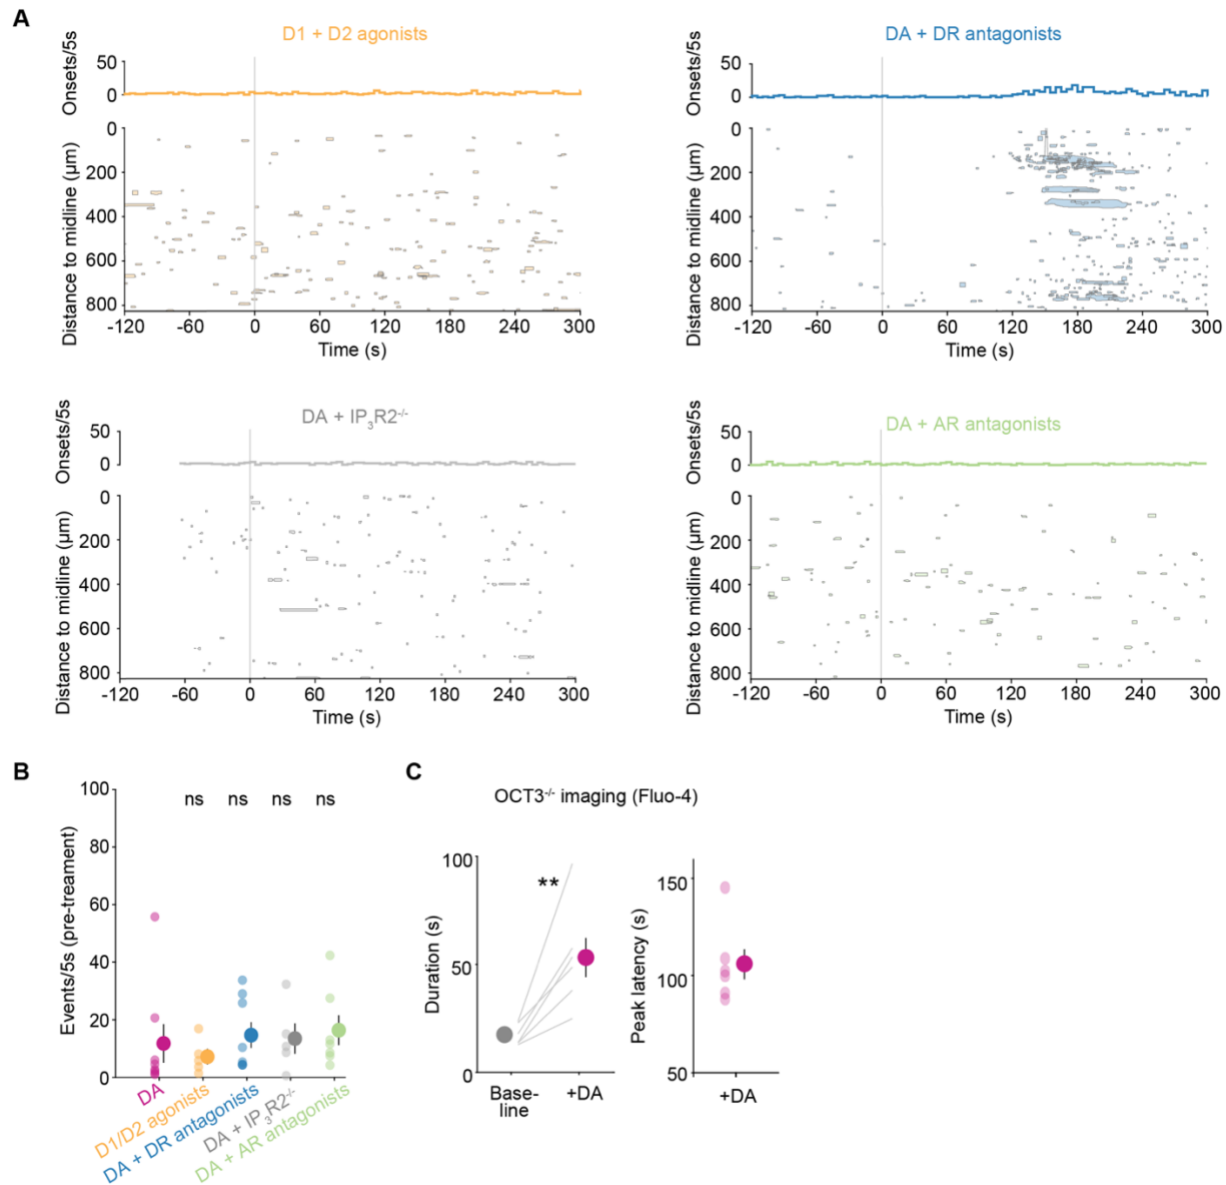 A
D1 + D2 agonists
Onsets/5s
50
0
Distance to midline (µm)
0
200
400
600
800
-120 -60 0 60 120 180 240 300
Time (s)
DA + DR antagonists
Onsets/5s
50
0
Distance to midline (µm)
0
200
400
600
800
-120 -60 0 60 120 180 240 300
Time (s)
DA + IP3R2-/-
Onsets/5s
50
0
Distance to midline (µm)
0
200
400
600
800
-120 -60 0 60 120 180 240 300
Time (s)
DA + AR antagonists
Onsets/5s
50
0
Distance to midline (µm)
0
200
400
600
800
-120 -60 0 60 120 180 240 300
Time (s)
B
Events/5s (pre-treament)
100
80
60
40
20
0
ns ns ns ns
DA
D1/D2 agonists
DA + DR antagonists
DA + IP3R2-/-
DA + AR antagonists
C
OCT3-/- imaging (Fluo-4)
Duration (s)
100
50
0
**
Base-
line
+DA
Peak latency (s)
150
100
50
+DA